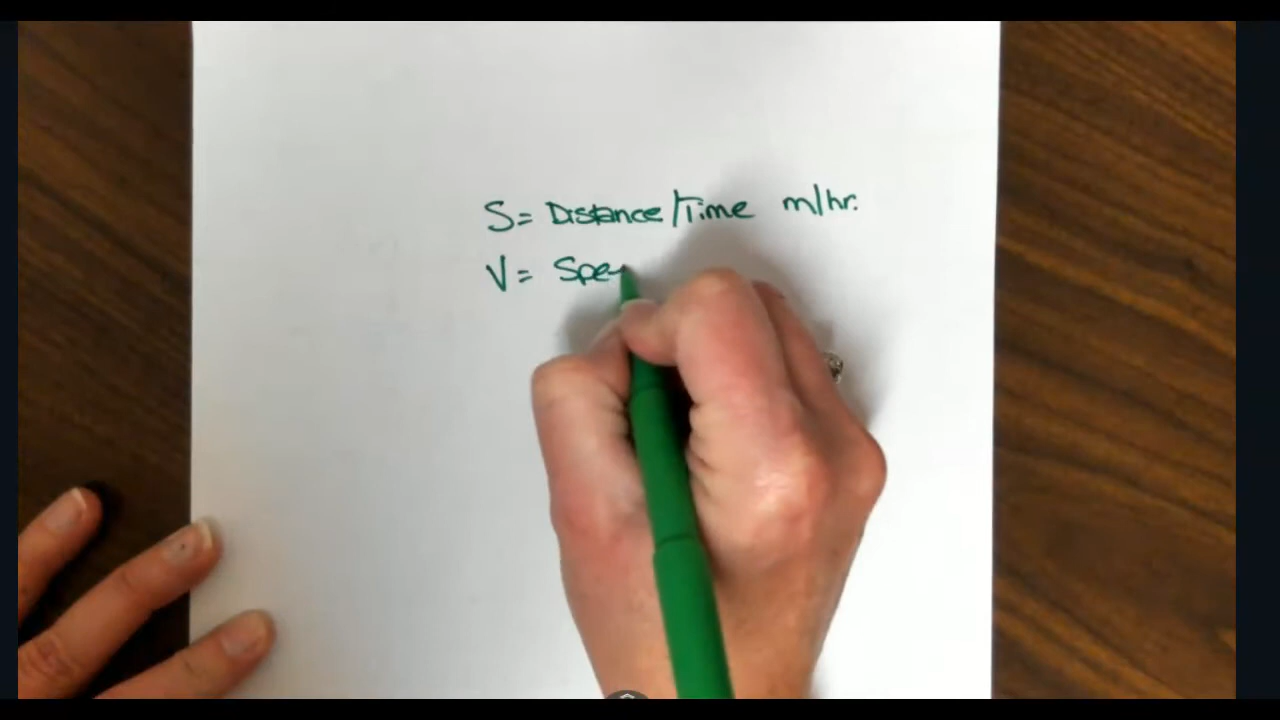 S= Distance/Time m/hr.
V= Spe